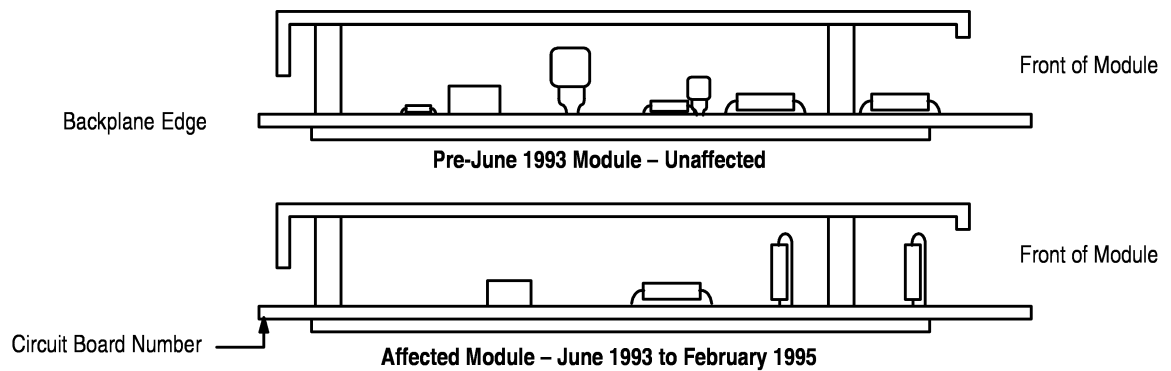 Front of Module
Backplane Edge
Pre-June 1993 Module – Unaffected
Front of Module
Circuit Board Number
Affected Module – June 1993 to February 1995